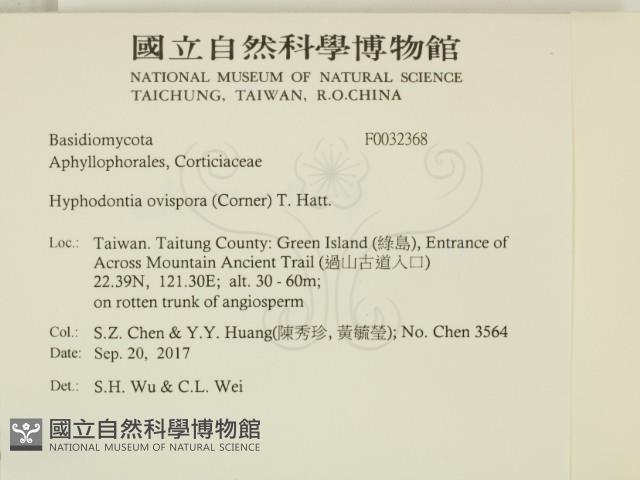 國立自然科學博物館
NATIONAL MUSEUM OF NATURAL SCIENCE
TAICHUNG, TAIWAN, R.O.CHINA
Basidiomycota F0032368
Aphyllophorales, Corticiaceae
Hyphodontia ovispora (Corner) T. Hatt.
Loc.: Taiwan. Taitung County: Green Island (綠島), Entrance of
Across Mountain Ancient Trail (過山古道入口)
22.39N, 121.30E; alt. 30 - 60m;
on rotten trunk of angiosperm
Col.: S.Z. Chen & Y.Y. Huang(陳秀珍, 黃毓瑩); No. Chen 3564
Date: Sep. 20, 2017
Det.: S.H. Wu & C.L. Wei
國立自然科學博物館
NATIONAL MUSEUM OF NATURAL SCIENCE